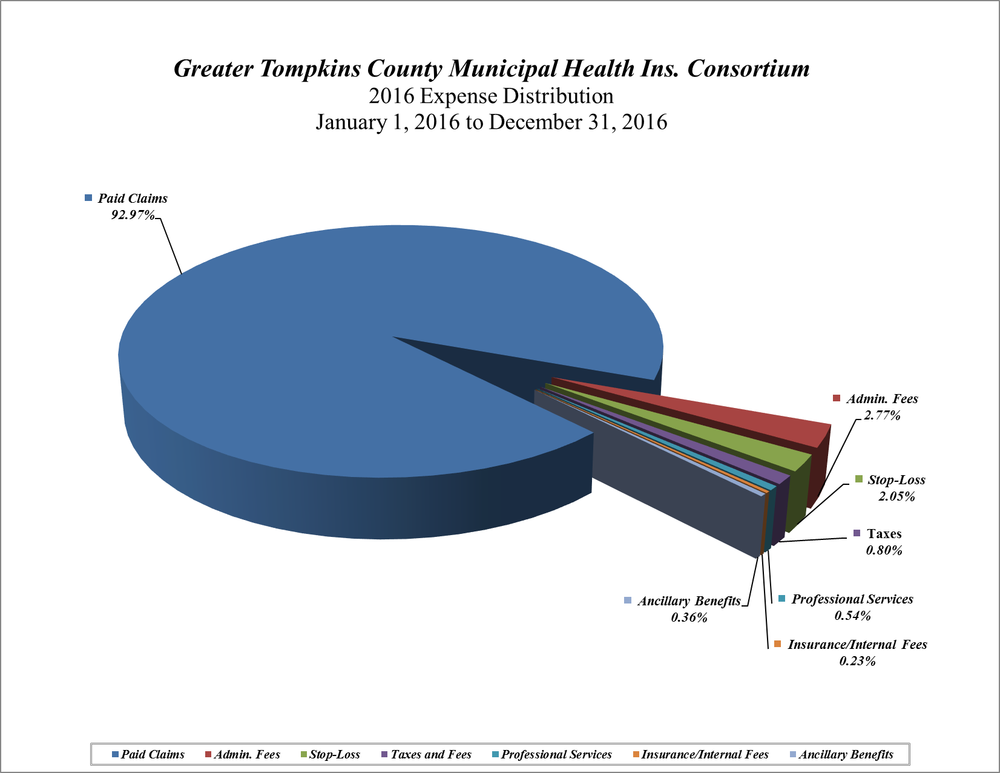 Greater Tompkins County Municipal Health Ins. Consortium
2016 Expense Distribution
January 1, 2016 to December 31, 2016
Paid Claims
92.97%
Admin. Fees
2.77%
Stop-Loss
2.05%
Taxes
0.80%
Professional Services
0.54%
Ancillary Benefits
0.36%
Insurance/Internal Fees
0.23%
Paid Claims Admin. Fees Stop-Loss Taxes and Fees Professional Services Insurance/Internal Fees Ancillary Benefits